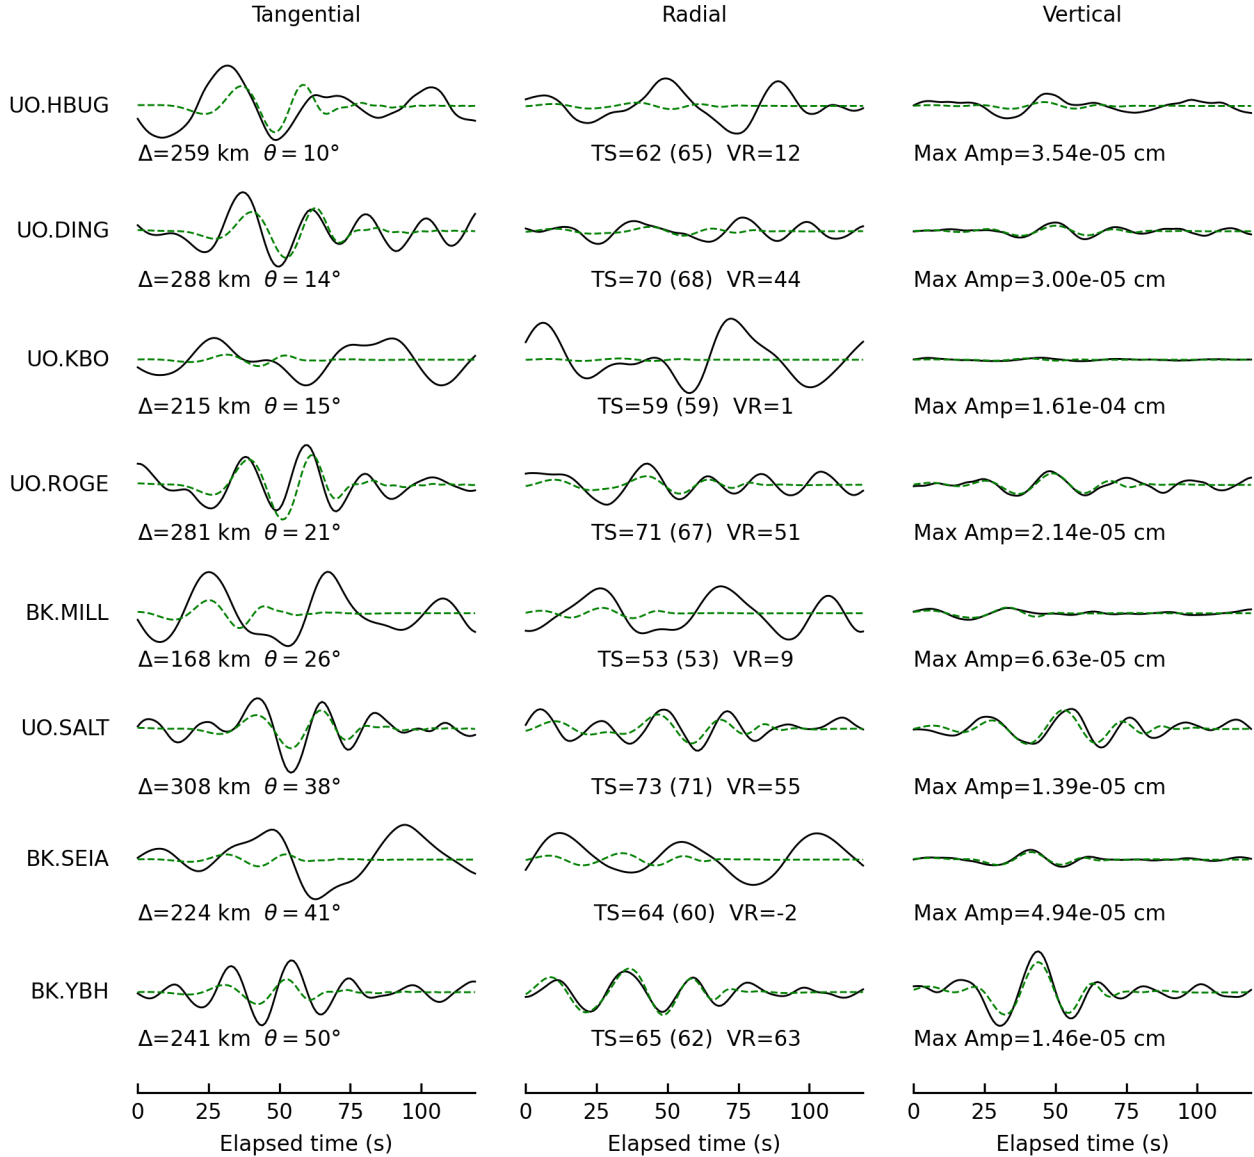 Tangential Radial Vertical
UO.HBUG
Δ=259 km θ = 10° TS=62 (65) VR=12 Max Amp=3.54e-05 cm
UO.DING
Δ=288 km θ = 14° TS=70 (68) VR=44 Max Amp=3.00e-05 cm
UO.KBO
Δ=215 km θ = 15° TS=59 (59) VR=1 Max Amp=1.61e-04 cm
UO.ROGE
Δ=281 km θ = 21° TS=71 (67) VR=51 Max Amp=2.14e-05 cm
BK.MILL
Δ=168 km θ = 26° TS=53 (53) VR=9 Max Amp=6.63e-05 cm
UO.SALT
Δ=308 km θ = 38° TS=73 (71) VR=55 Max Amp=1.39e-05 cm
BK.SEIA
Δ=224 km θ = 41° TS=64 (60) VR=-2 Max Amp=4.94e-05 cm
BK.YBH
Δ=241 km θ = 50° TS=65 (62) VR=63 Max Amp=1.46e-05 cm
0 25 50 75 100 0 25 50 75 100 0 25 50 75 100
Elapsed time (s) Elapsed time (s) Elapsed time (s)